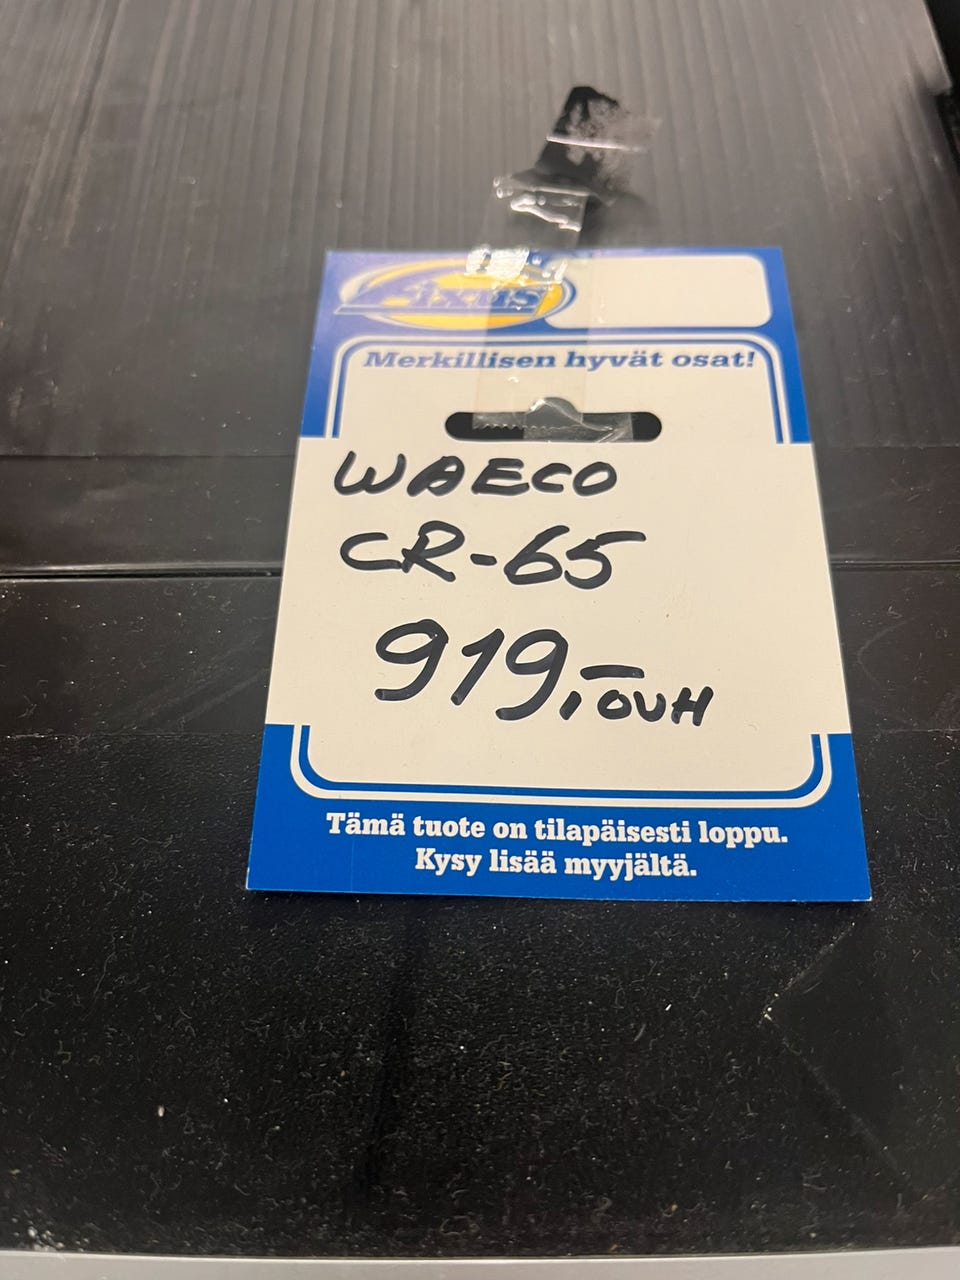 Fixus
Merkillisen hyvät osat!
WAECO
CR-65
919,- OVH
Tämä tuote on tilapäisesti loppu.
Kysy lisää myyjältä.